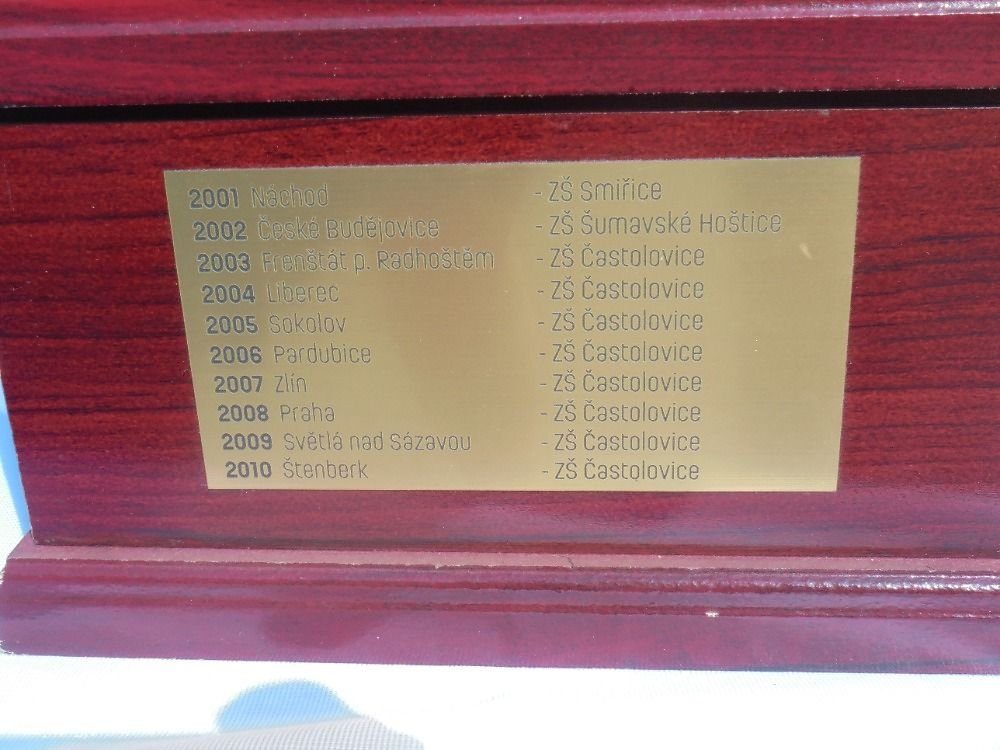 2001 Náchod - ZŠ Smiřice
2002 České Budějovice - ZŠ Šumavské Hoštice
2003 Frenštát p. Radhoštěm - ZŠ Častolovice
2004 Liberec - ZŠ Častolovice
2005 Sokolov - ZŠ Častolovice
2006 Pardubice - ZŠ Častolovice
2007 Zlín - ZŠ Častolovice
2008 Praha - ZŠ Častolovice
2009 Světlá nad Sázavou - ZŠ Častolovice
2010 Štenberk - ZŠ Častolovice